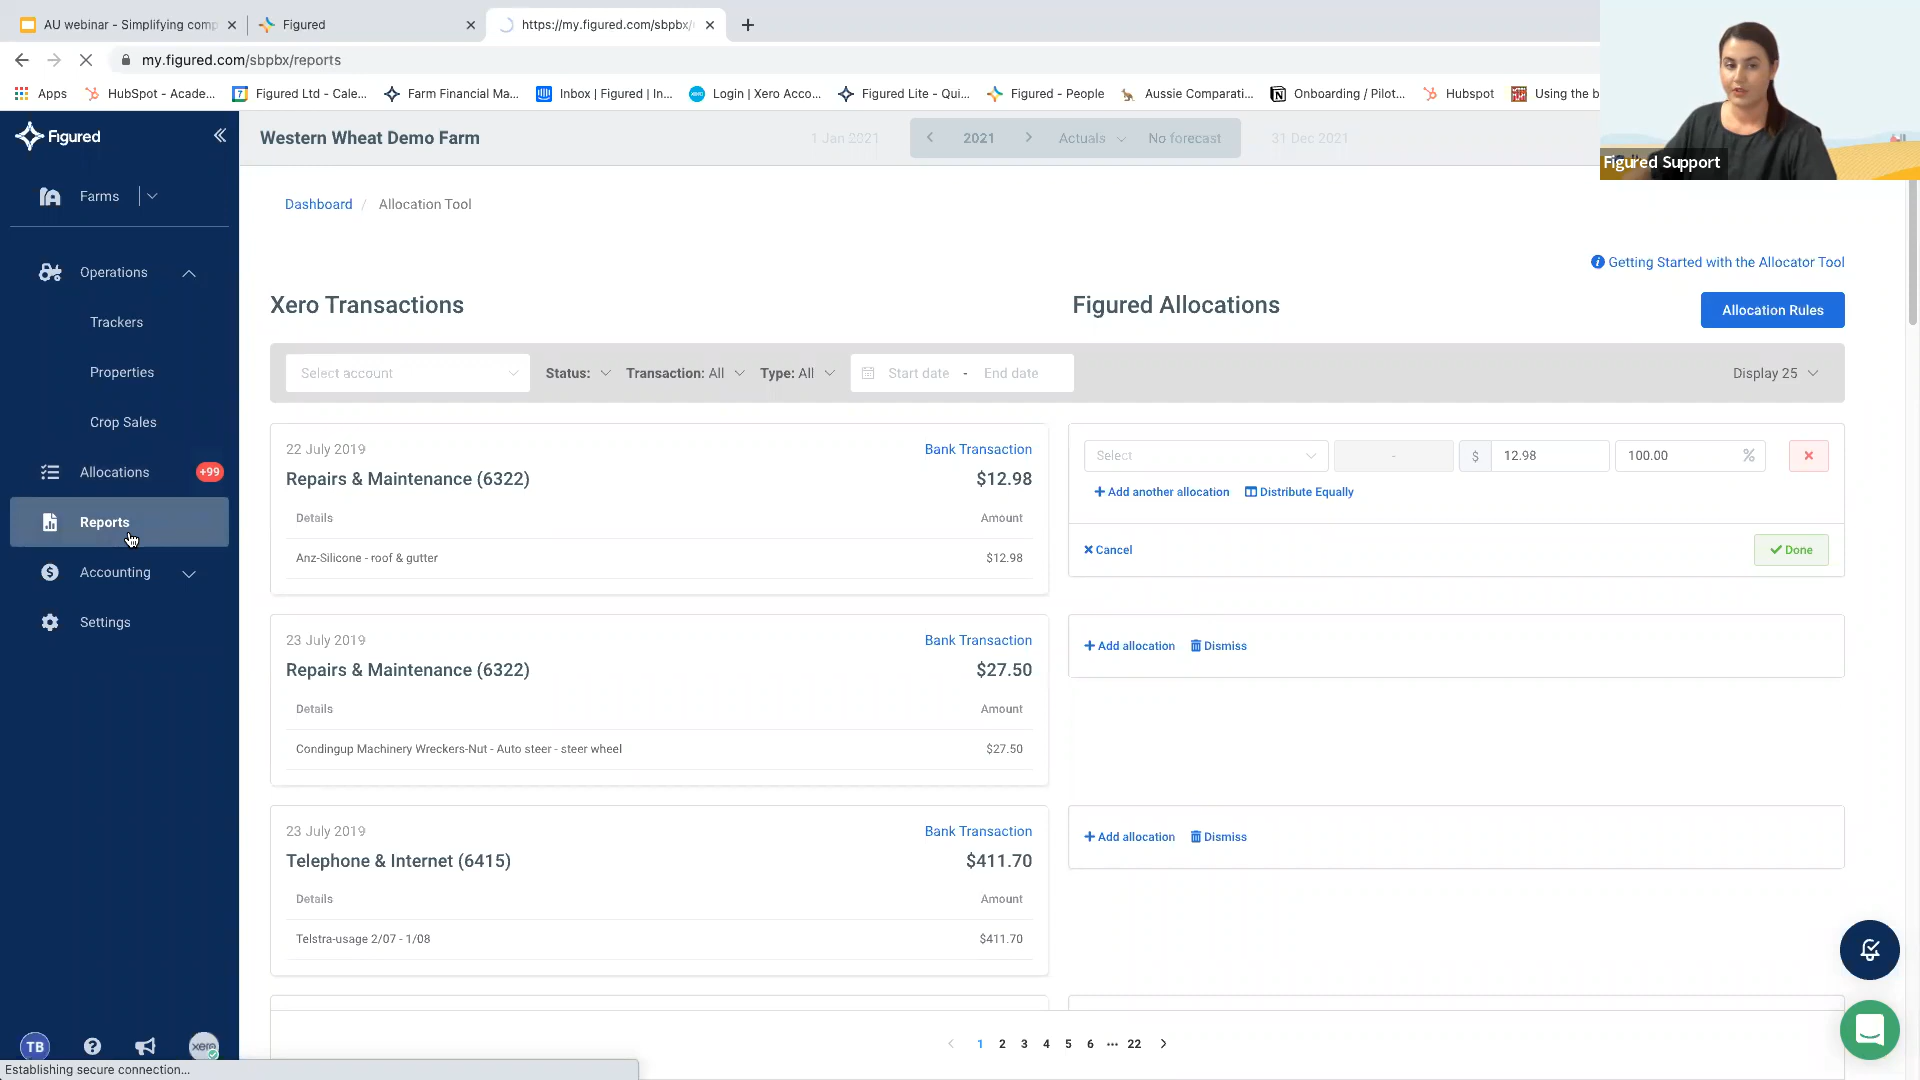 AU webinar - Simplifying comp
Figured
https://my.figured.com/sbpbx/
my.figured.com/sbpbx/reports
Apps
HubSpot - Acade...
Figured Ltd - Cale...
Farm Financial Ma...
Inbox | Figured | In...
Login | Xero Acco...
Figured Lite - Qui...
Figured - People
Aussie Comparati...
Onboarding / Pilot...
Hubspot
Using the b
Figured Support
Figured
Western Wheat Demo Farm
1 Jan 2021
2021
Actuals
No forecast
31 Dec 2021
Farms
Operations
Trackers
Properties
Crop Sales
Allocations
+99
Reports
Accounting
Settings
TB
xero
Dashboard / Allocation Tool
Getting Started with the Allocator Tool
Xero Transactions
Figured Allocations
Allocation Rules
Select account
Status:
Transaction: All
Type: All
Start date - End date
Display 25
22 July 2019
Bank Transaction
Repairs & Maintenance (6322)
$12.98
Details
Amount
Anz-Silicone - roof & gutter
$12.98
Select
-
$ 12.98
100.00 %
Add another allocation
Distribute Equally
Cancel
Done
23 July 2019
Bank Transaction
Repairs & Maintenance (6322)
$27.50
Details
Amount
Condingup Machinery Wreckers-Nut - Auto steer - steer wheel
$27.50
Add allocation
Dismiss
23 July 2019
Bank Transaction
Telephone & Internet (6415)
$411.70
Details
Amount
Telstra-usage 2/07 - 1/08
$411.70
Add allocation
Dismiss
1 2 3 4 5 6 ... 22
Establishing secure connection...